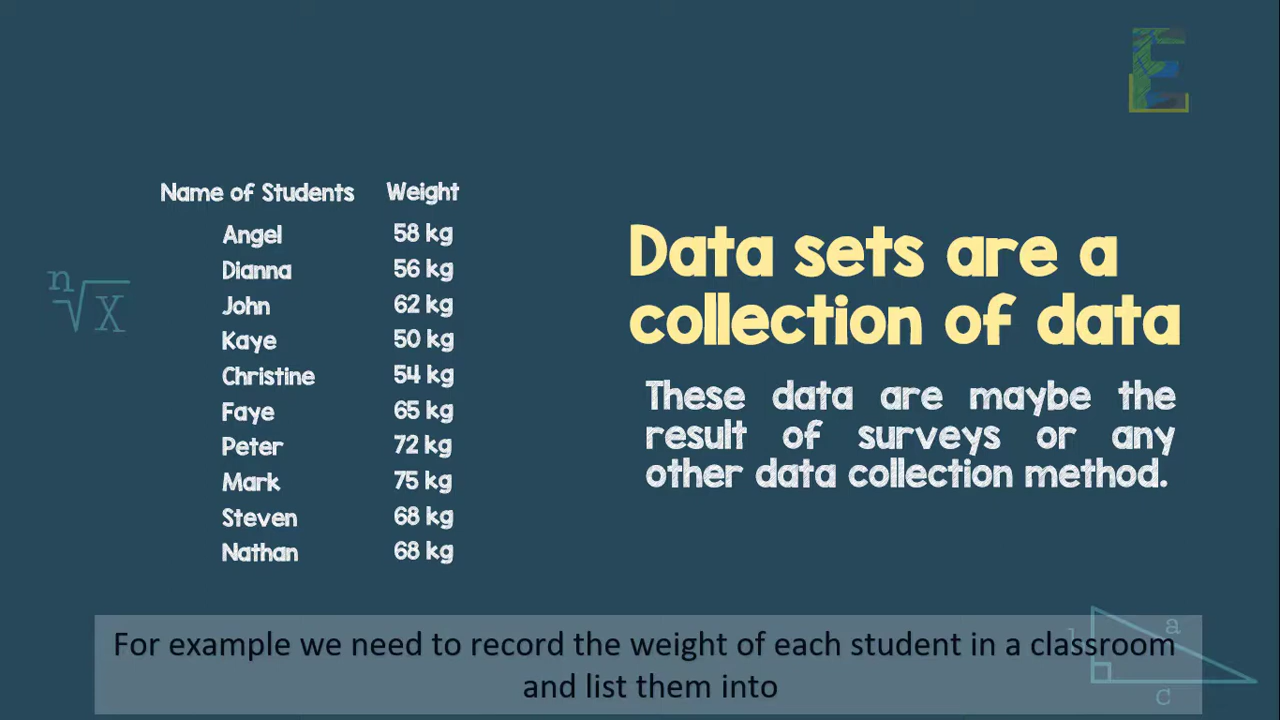 E
Name of Students Weight
Angel 58 kg
Dianna 56 kg
John 62 kg
Kaye 50 kg
Christine 54 kg
Faye 65 kg
Peter 72 kg
Mark 75 kg
Steven 68 kg
Nathan 68 kg
n√X
Data sets are a
collection of data
These data are maybe the
result of surveys or any
other data collection method.
For example we need to record the weight of each student in a classroom
and list them into
a
C